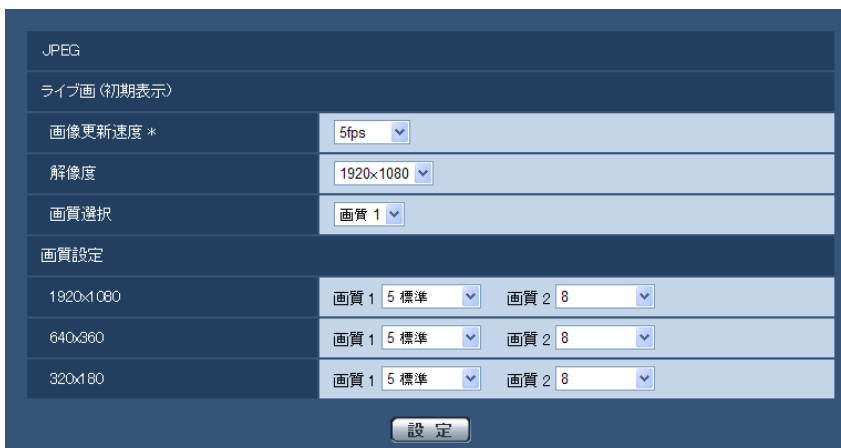 JPEG
ライブ画(初期表示)
画像更新速度 * 5fps
解像度 1920×1080
画質選択 画質 1
画質設定
1920x1080 画質 1 5 標準 画質 2 8
640x360 画質 1 5 標準 画質 2 8
320x180 画質 1 5 標準 画質 2 8
設 定